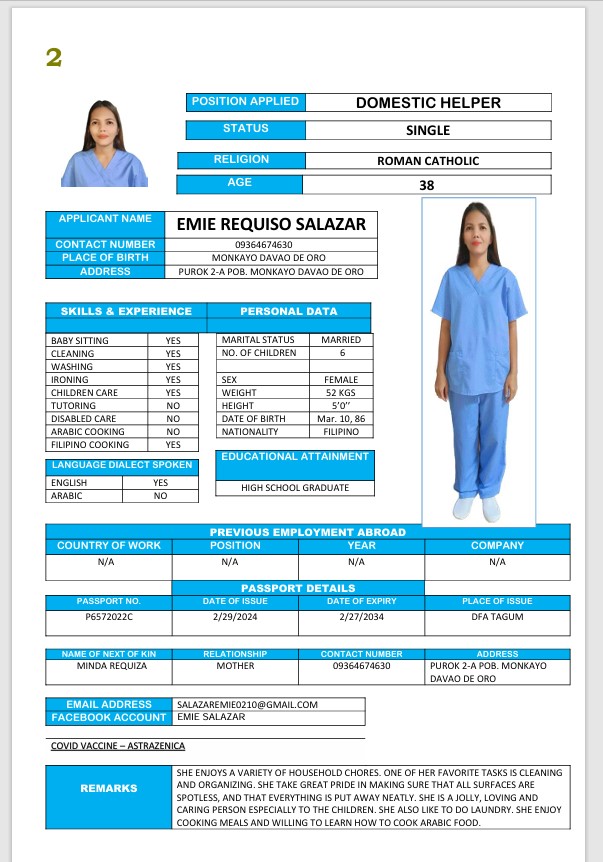 2
POSITION APPLIED DOMESTIC HELPER
STATUS SINGLE
RELIGION ROMAN CATHOLIC
AGE 38
APPLICANT NAME EMIE REQUISO SALAZAR
CONTACT NUMBER 09364674630
PLACE OF BIRTH MONKAYO DAVAO DE ORO
ADDRESS PUROK 2-A POB. MONKAYO DAVAO DE ORO
SKILLS & EXPERIENCE PERSONAL DATA
BABY SITTING YES MARITAL STATUS MARRIED
CLEANING YES NO. OF CHILDREN 6
WASHING YES
IRONING YES SEX FEMALE
CHILDREN CARE YES WEIGHT 52 KGS
TUTORING NO HEIGHT 5'0''
DISABLED CARE NO DATE OF BIRTH Mar. 10, 86
ARABIC COOKING NO NATIONALITY FILIPINO
FILIPINO COOKING YES
LANGUAGE DIALECT SPOKEN EDUCATIONAL ATTAINMENT
ENGLISH YES HIGH SCHOOL GRADUATE
ARABIC NO
PREVIOUS EMPLOYMENT ABROAD
COUNTRY OF WORK POSITION YEAR COMPANY
N/A N/A N/A N/A
PASSPORT DETAILS
PASSPORT NO. DATE OF ISSUE DATE OF EXPIRY PLACE OF ISSUE
P6572022C 2/29/2024 2/27/2034 DFA TAGUM
NAME OF NEXT OF KIN RELATIONSHIP CONTACT NUMBER ADDRESS
MINDA REQUIZA MOTHER 09364674630 PUROK 2-A POB. MONKAYO
DAVAO DE ORO
EMAIL ADDRESS SALAZAREMIE0210@GMAIL.COM
FACEBOOK ACCOUNT EMIE SALAZAR
COVID VACCINE – ASTRAZENICA
REMARKS
SHE ENJOYS A VARIETY OF HOUSEHOLD CHORES. ONE OF HER FAVORITE TASKS IS CLEANING
AND ORGANIZING. SHE TAKE GREAT PRIDE IN MAKING SURE THAT ALL SURFACES ARE
SPOTLESS, AND THAT EVERYTHING IS PUT AWAY NEATLY. SHE IS A JOLLY, LOVING AND
CARING PERSON ESPECIALLY TO THE CHILDREN. SHE ALSO LIKE TO DO LAUNDRY. SHE ENJOY
COOKING MEALS AND WILLING TO LEARN HOW TO COOK ARABIC FOOD.